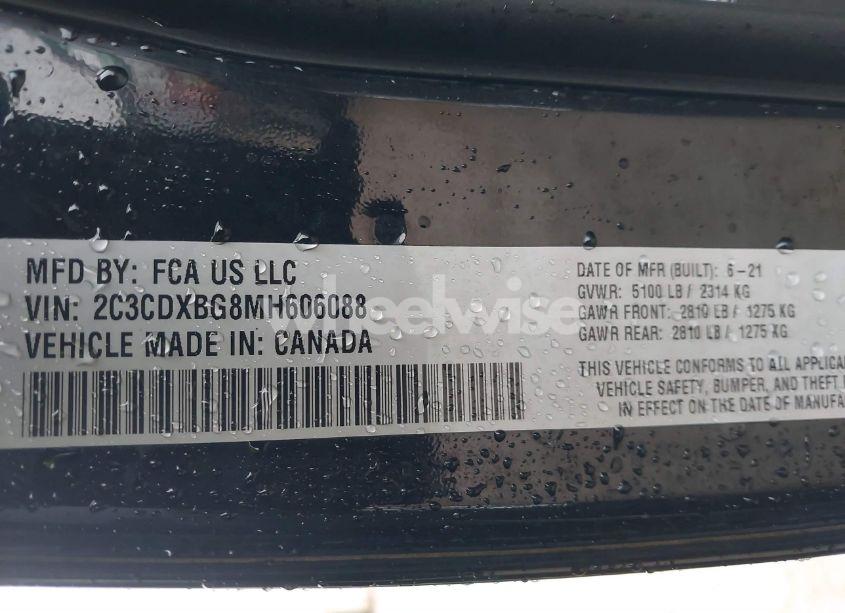 MFD BY: FCA US LLC
VIN: 2C3CDXBG8MH606088
VEHICLE MADE IN: CANADA
DATE OF MFR (BUILT): 6-21
GVWR: 5100 LB / 2314 KG
GAWR FRONT: 2810 LB / 1275 KG
GAWR REAR: 2810 LB / 1275 KG
THIS VEHICLE CONFORMS TO ALL APPLICA
VEHICLE SAFETY, BUMPER, AND THEFT
IN EFFECT ON THE DATE OF MANUFA
wheelwise